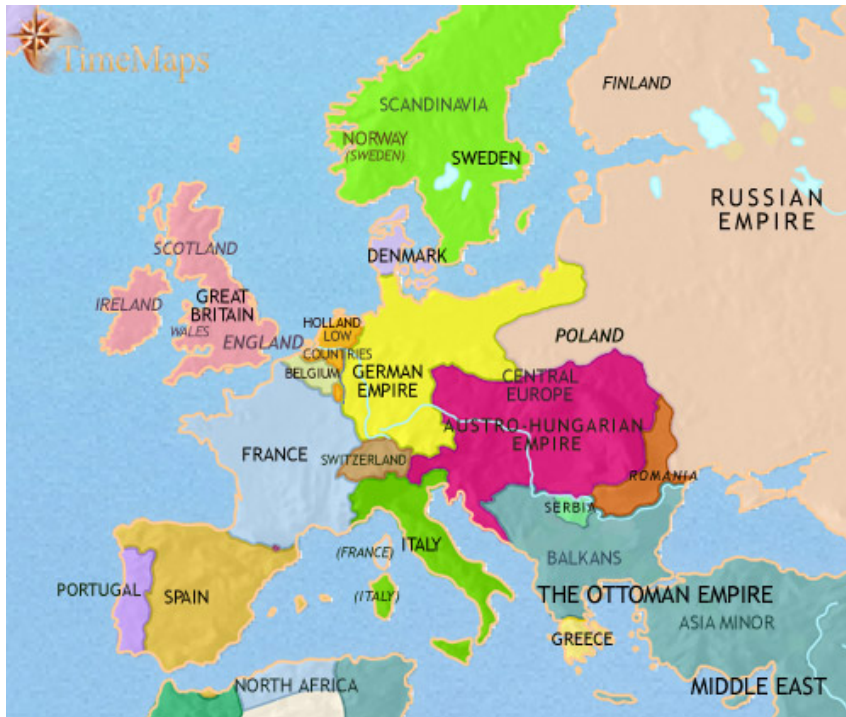 TimeMaps
FINLAND
SCANDINAVIA
NORWAY
(SWEDEN)
SWEDEN
RUSSIAN
EMPIRE
SCOTLAND
DENMARK
IRELAND
GREAT
BRITAIN
WALES
ENGLAND
HOLLAND
LOW
COUNTRIES
BELGIUM
GERMAN
EMPIRE
POLAND
CENTRAL
EUROPE
AUSTRO-HUNGARIAN
EMPIRE
FRANCE
SWITZERLAND
ROMANIA
SERBIA
(FRANCE)
ITALY
BALKANS
PORTUGAL
SPAIN
(ITALY)
THE OTTOMAN EMPIRE
ASIA MINOR
GREECE
NORTH AFRICA
MIDDLE EAST